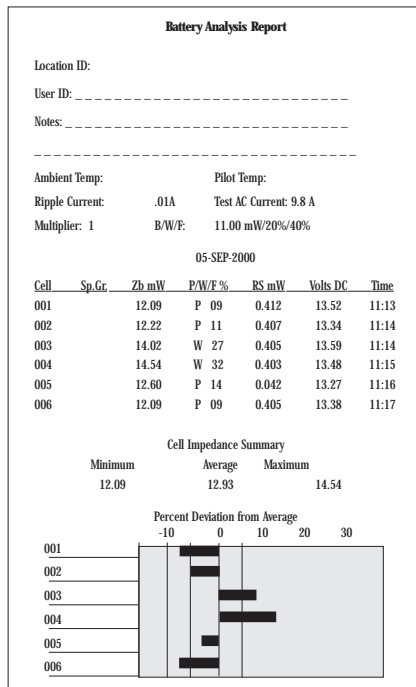 Battery Analysis Report
Location ID:
User ID: _ _ _ _ _ _ _ _ _ _ _ _ _ _ _ _ _ _ _ _ _ _ _ _ _ _ _ _
Notes: _ _ _ _ _ _ _ _ _ _ _ _ _ _ _ _ _ _ _ _ _ _ _ _ _ _ _ _ _
_ _ _ _ _ _ _ _ _ _ _ _ _ _ _ _ _ _ _ _ _ _ _ _ _ _ _ _ _ _ _ _ _
Ambient Temp: Pilot Temp:
Ripple Current: .01A Test AC Current: 9.8 A
Multiplier: 1 B/W/F: 11.00 mW/20%/40%
05-SEP-2000
Cell Sp.Gr. Zb mW P/W/F % RS mW Volts DC Time
001 12.09 P 09 0.412 13.52 11:13
002 12.22 P 11 0.407 13.34 11:14
003 14.02 W 27 0.405 13.59 11:14
004 14.54 W 32 0.403 13.48 11:15
005 12.60 P 14 0.042 13.27 11:16
006 12.09 P 09 0.405 13.38 11:17
Cell Impedance Summary
Minimum Average Maximum
12.09 12.93 14.54
Percent Deviation from Average
-10 0 10 20 30
001
002
003
004
005
006